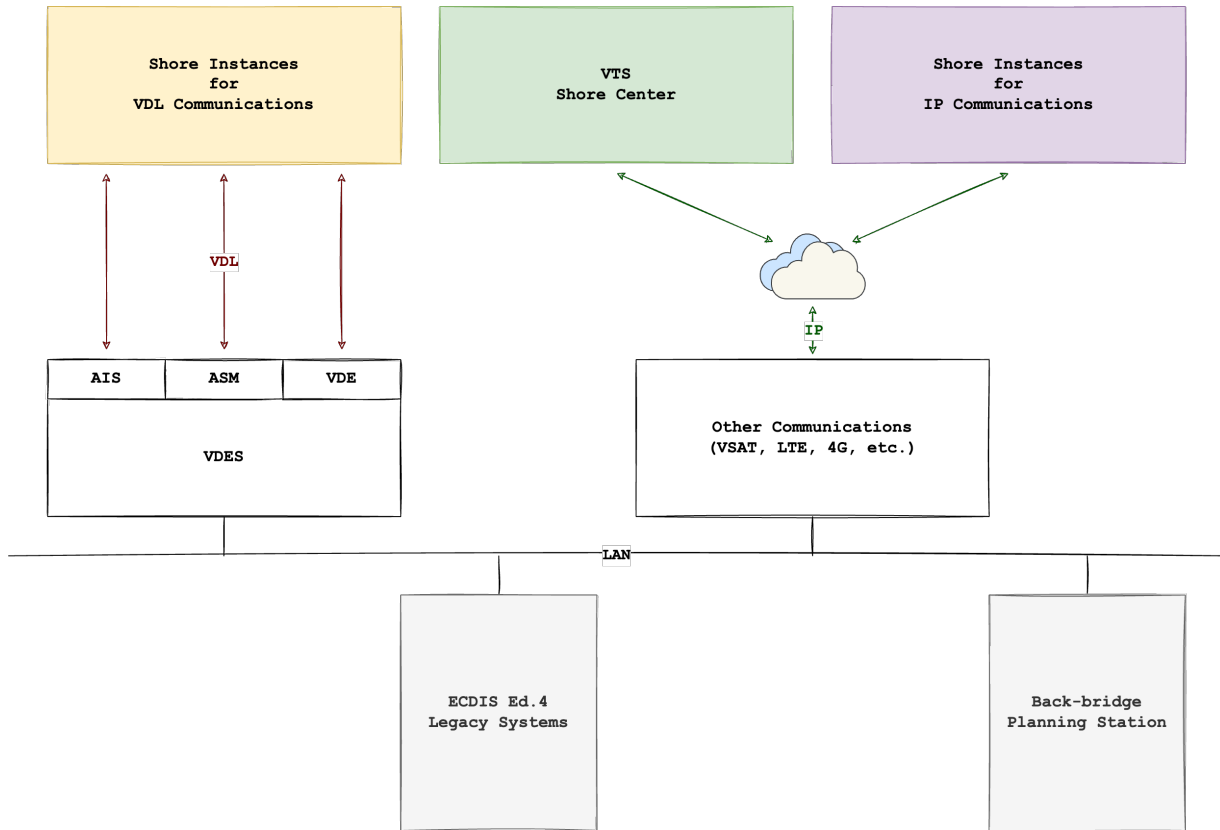 Shore Instances
for
VDL Communications
VTS
Shore Center
Shore Instances
for
IP Communications
VDL
IP
AIS
ASM
VDE
VDES
Other Communications
(VSAT, LTE, 4G, etc.)
LAN
ECDIS Ed.4
Legacy Systems
Back-bridge
Planning Station